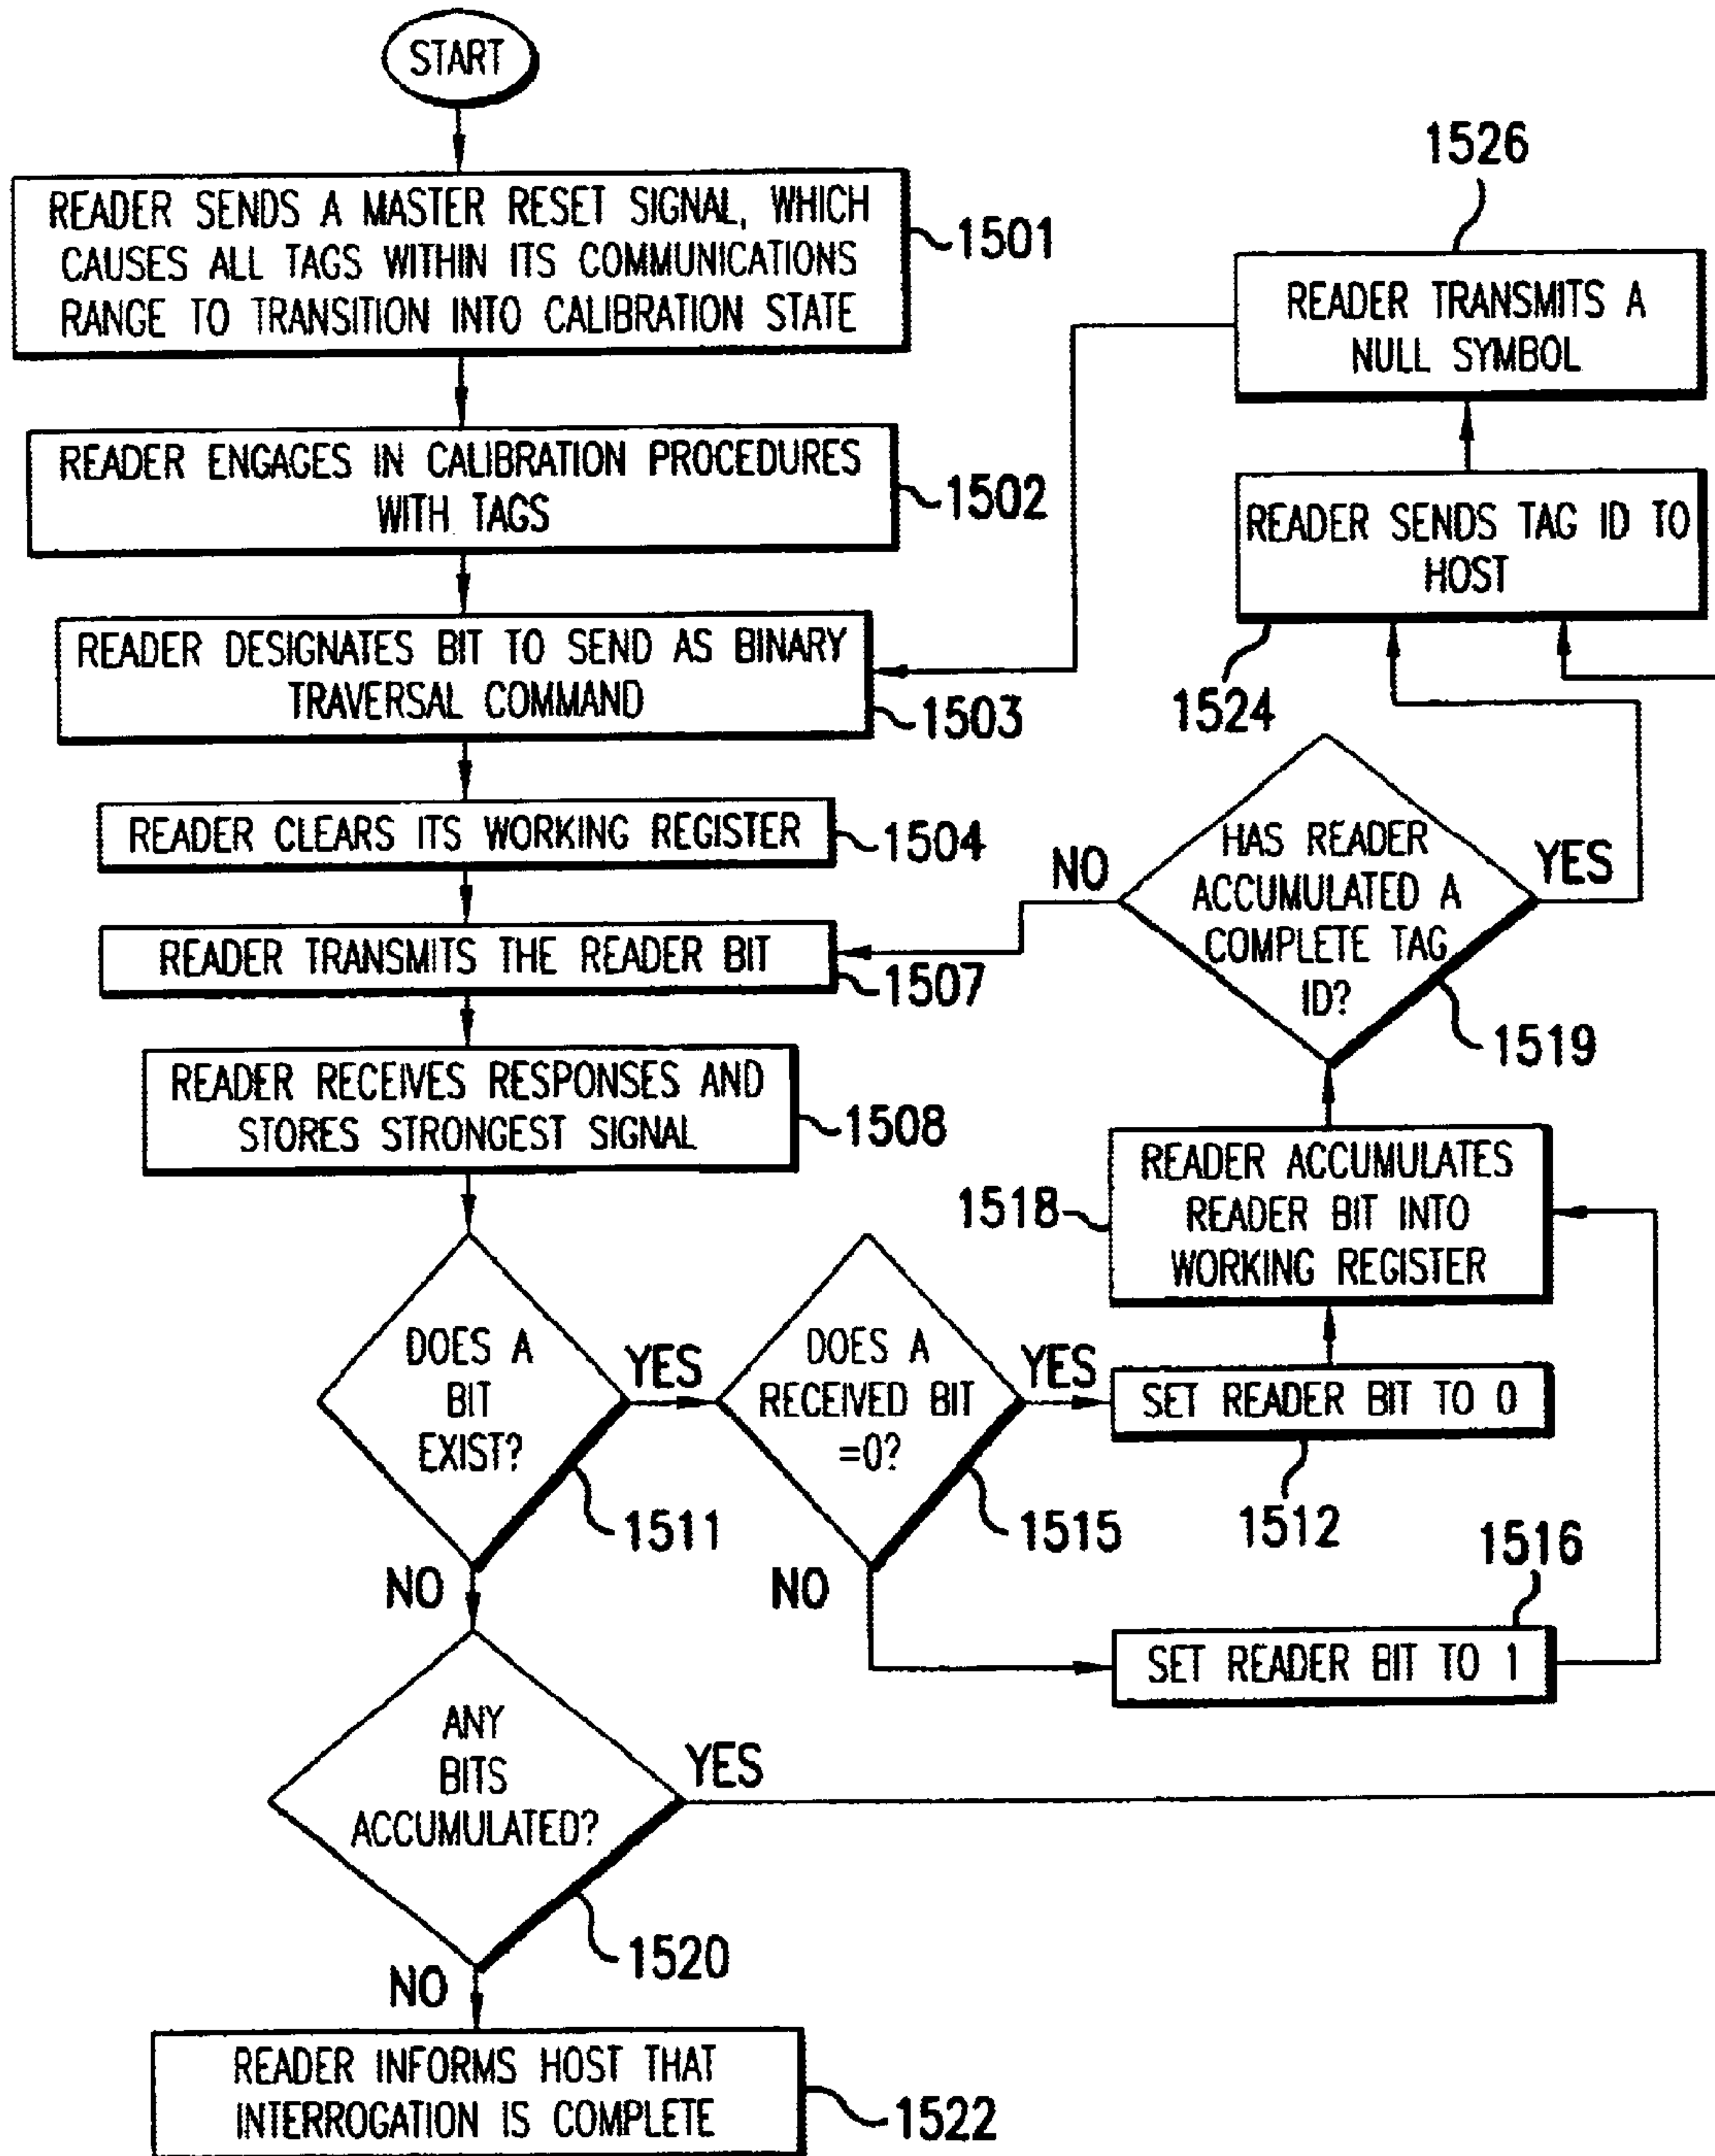 START
READER SENDS A MASTER RESET SIGNAL, WHICH
CAUSES ALL TAGS WITHIN ITS COMMUNICATIONS
RANGE TO TRANSITION INTO CALIBRATION STATE
1501
READER ENGAGES IN CALIBRATION PROCEDURES
WITH TAGS
1502
READER DESIGNATES BIT TO SEND AS BINARY
TRAVERSAL COMMAND
1503
READER CLEARS ITS WORKING REGISTER
1504
READER TRANSMITS THE READER BIT
1507
READER RECEIVES RESPONSES AND
STORES STRONGEST SIGNAL
1508
DOES A
BIT
EXIST?
1511
YES
NO
DOES A
RECEIVED BIT
=0?
1515
YES
NO
SET READER BIT TO 0
1512
1516
SET READER BIT TO 1
1518
READER ACCUMULATES
READER BIT INTO
WORKING REGISTER
HAS READER
ACCUMULATED A
COMPLETE TAG
ID?
1519
NO
YES
1524
READER SENDS TAG ID TO
HOST
1526
READER TRANSMITS A
NULL SYMBOL
ANY
BITS
ACCUMULATED?
1520
YES
NO
READER INFORMS HOST THAT
INTERROGATION IS COMPLETE
1522